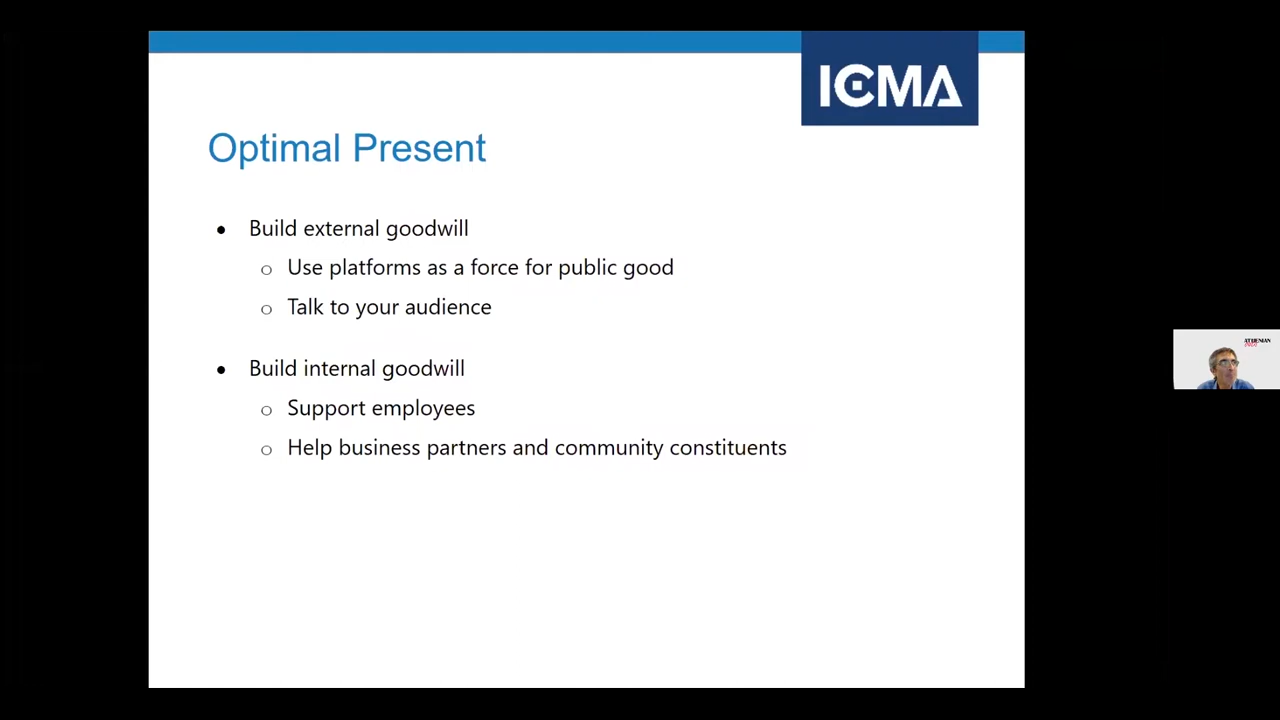 ICMA
Optimal Present
• Build external goodwill
o Use platforms as a force for public good
o Talk to your audience
• Build internal goodwill
o Support employees
o Help business partners and community constituents
ATHENIAN